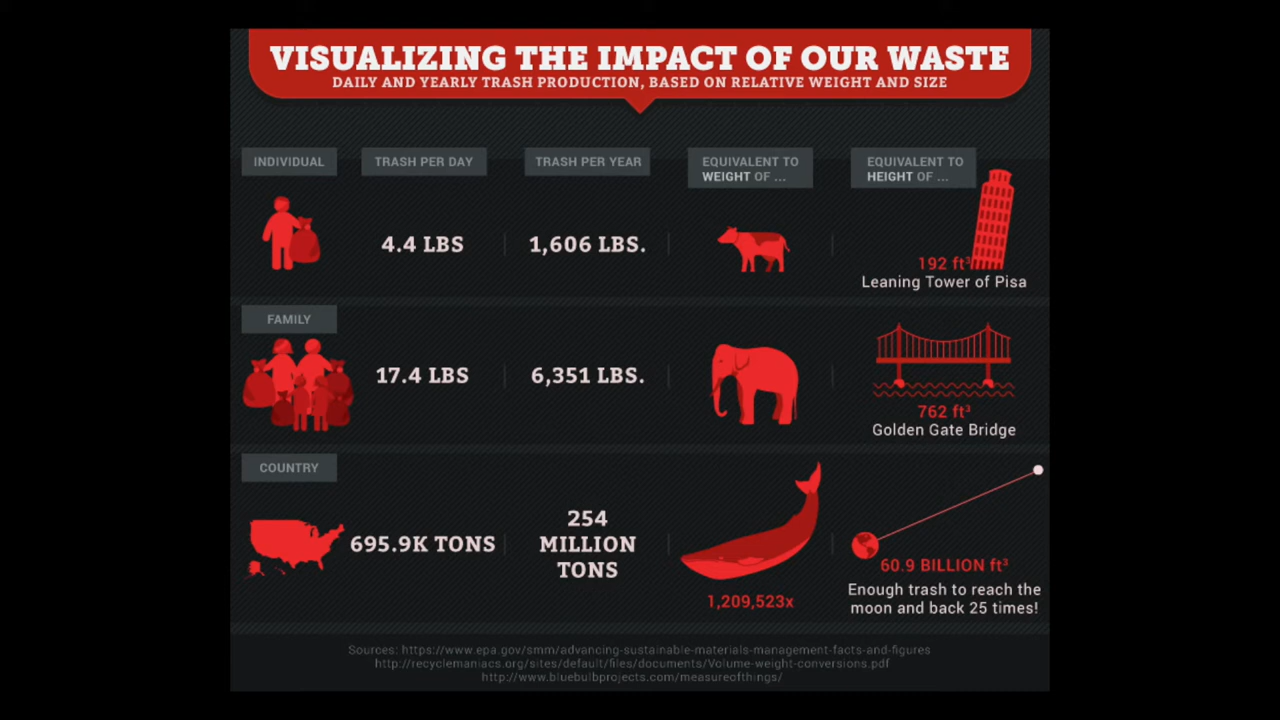 VISUALIZING THE IMPACT OF OUR WASTE
DAILY AND YEARLY TRASH PRODUCTION, BASED ON RELATIVE WEIGHT AND SIZE
INDIVIDUAL
TRASH PER DAY
TRASH PER YEAR
EQUIVALENT TO
WEIGHT OF ...
EQUIVALENT TO
HEIGHT OF ...
4.4 LBS
1,606 LBS.
192 ft³
Leaning Tower of Pisa
FAMILY
17.4 LBS
6,351 LBS.
762 ft³
Golden Gate Bridge
COUNTRY
695.9K TONS
254
MILLION
TONS
1,209,523x
60.9 BILLION ft³
Enough trash to reach the
moon and back 25 times!
Sources: https://www.epa.gov/smm/advancing-sustainable-materials-management-facts-and-figures
http://recyclemaniacs.org/sites/default/files/documents/Volume-weight-conversions.pdf
http://www.bluebulbprojects.com/measureofthings/